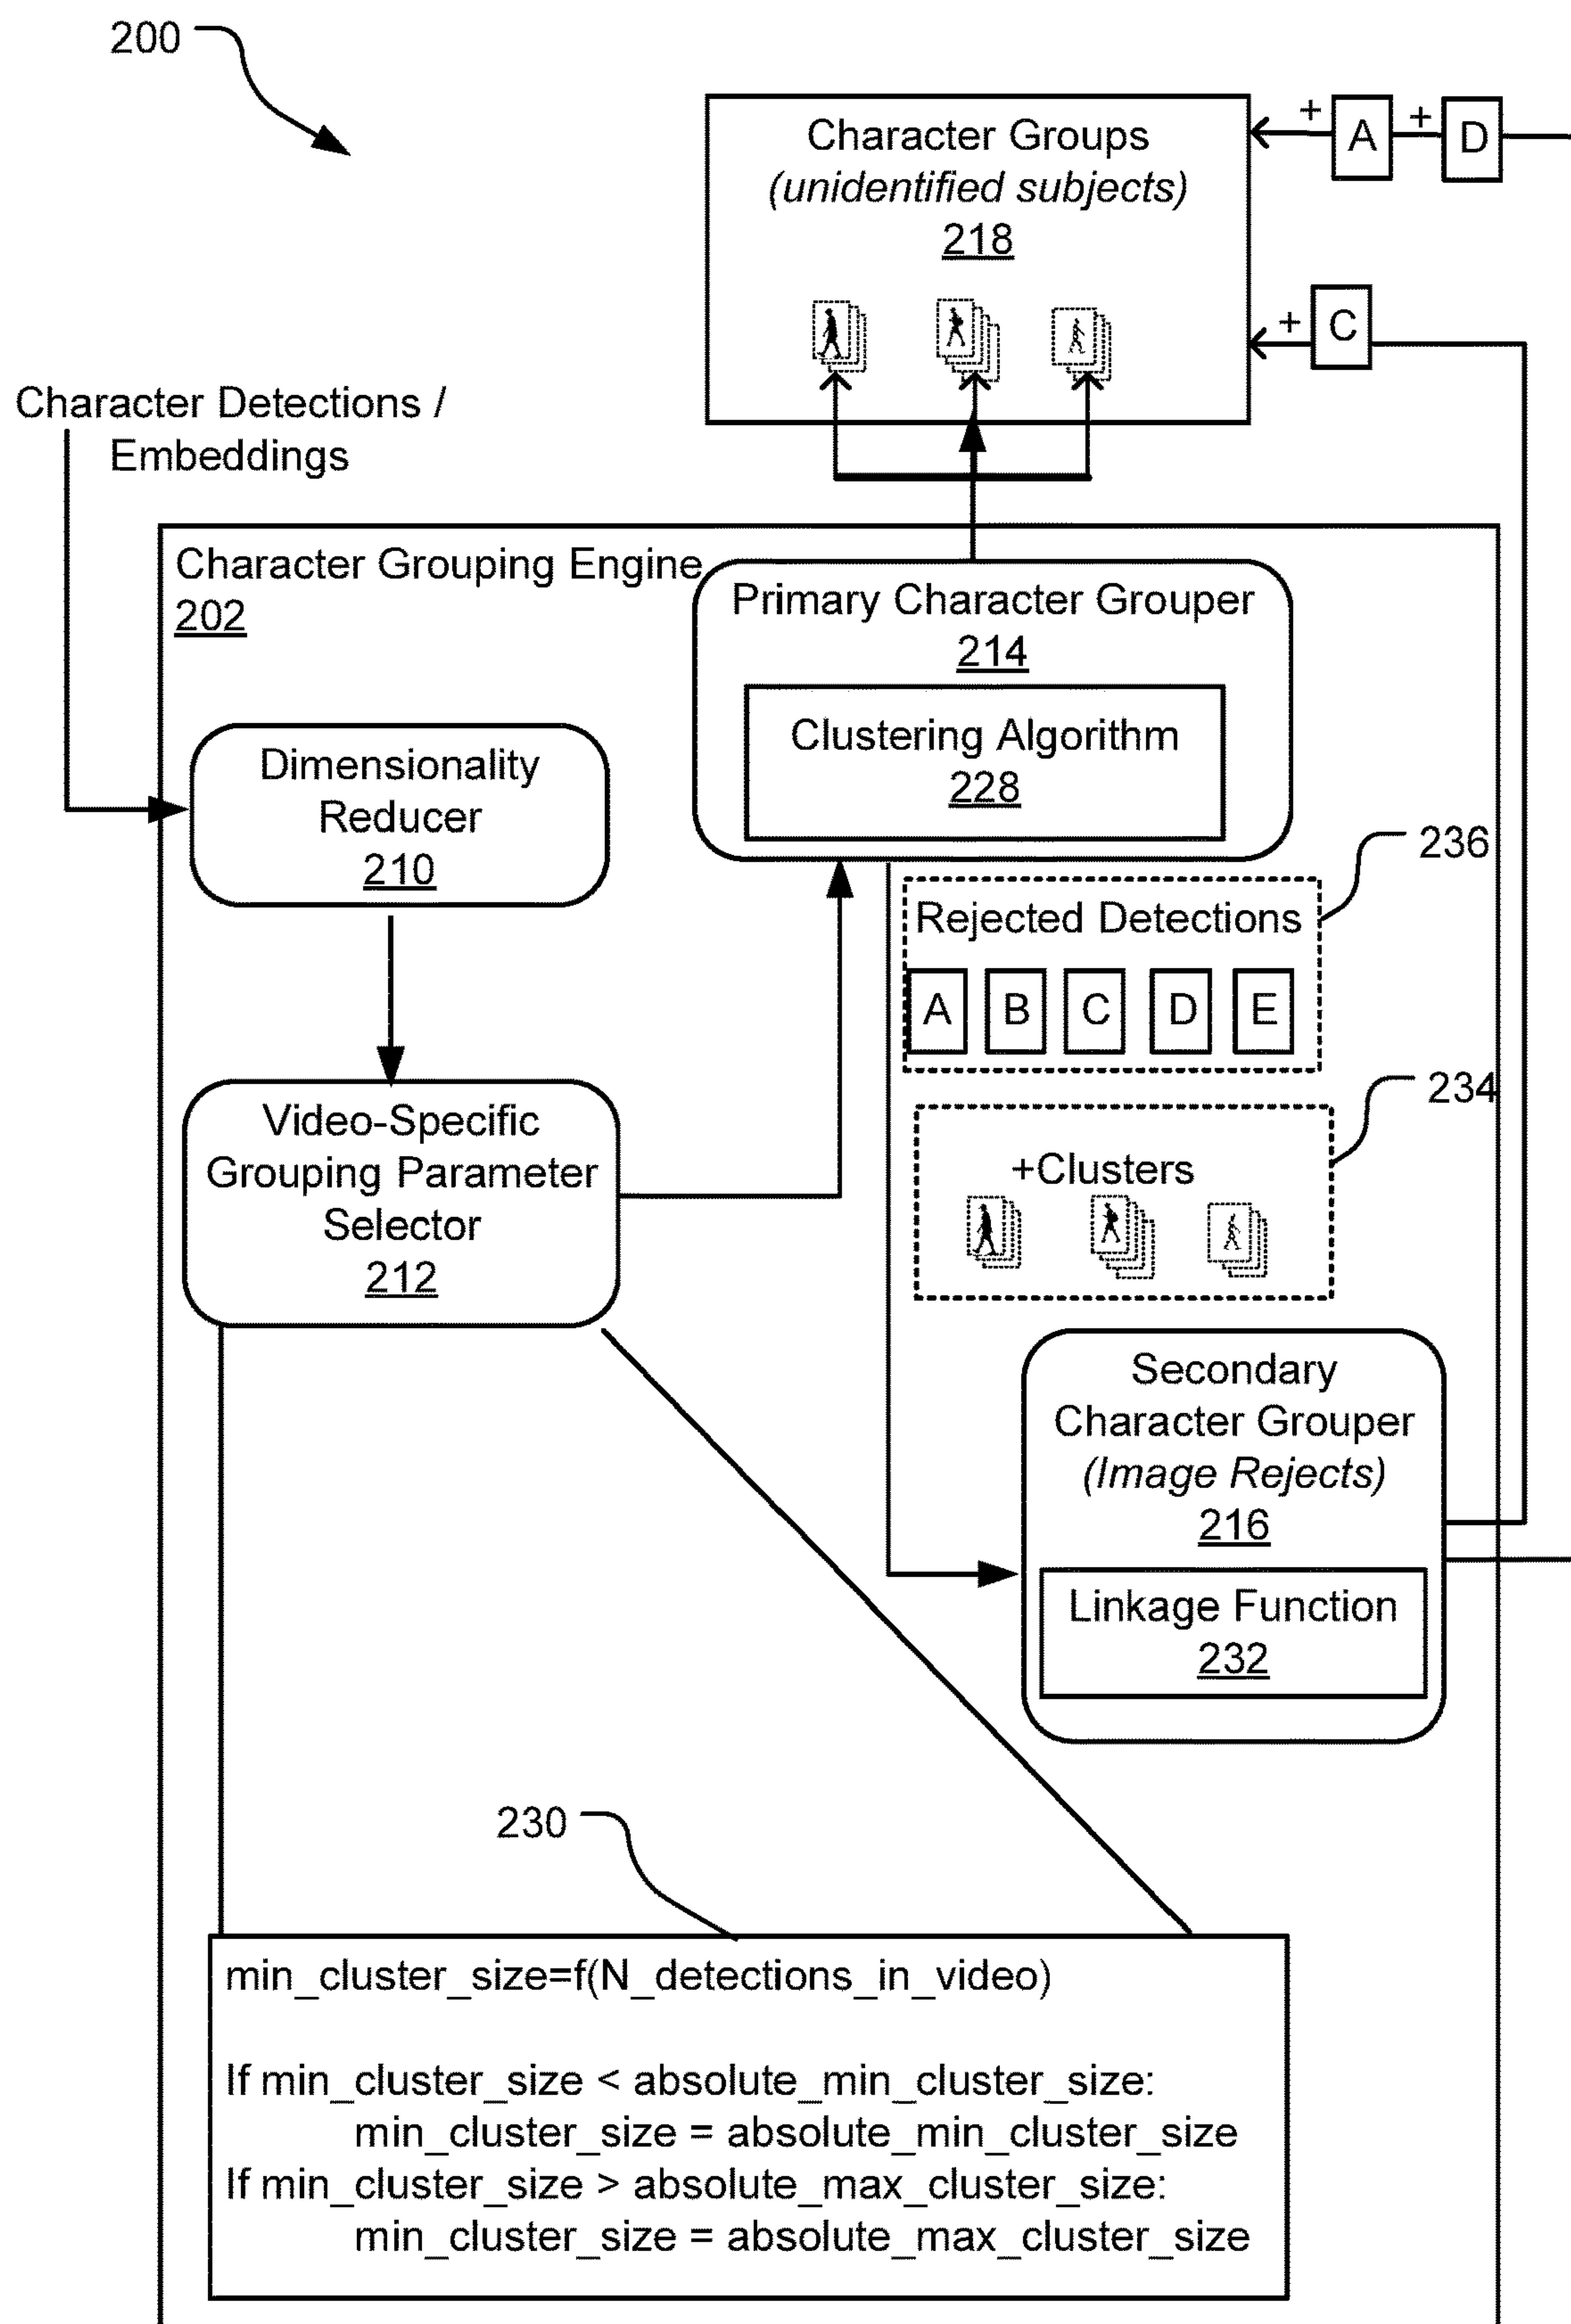 200
Character Groups
(unidentified subjects)
218
+ A + D
+ C
Character Detections /
Embeddings
Character Grouping Engine
202
Primary Character Grouper
214
Clustering Algorithm
228
Dimensionality
Reducer
210
236
Rejected Detections
A B C D E
234
+Clusters
Video-Specific
Grouping Parameter
Selector
212
Secondary
Character Grouper
(Image Rejects)
216
Linkage Function
232
230
min_cluster_size=f(N_detections_in_video)
If min_cluster_size < absolute_min_cluster_size:
min_cluster_size = absolute_min_cluster_size
If min_cluster_size > absolute_max_cluster_size:
min_cluster_size = absolute_max_cluster_size